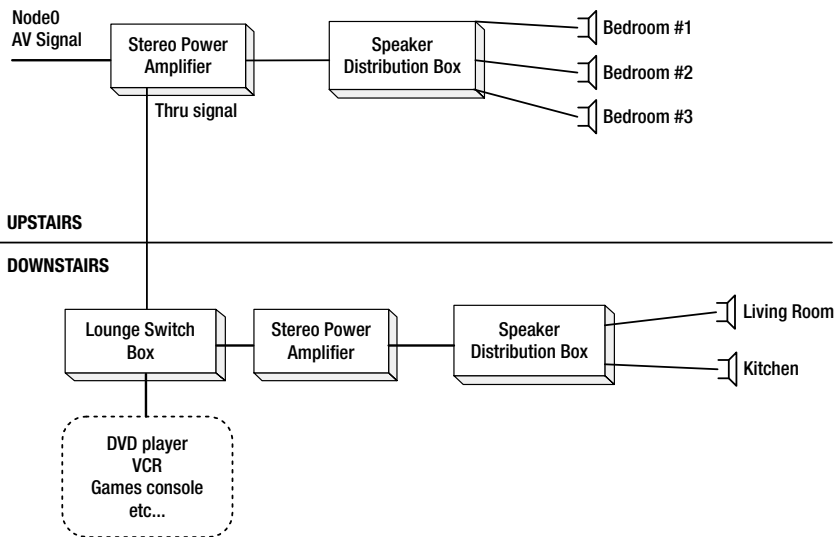 Node0
AV Signal
Stereo Power
Amplifier
Speaker
Distribution Box
Bedroom #1
Bedroom #2
Bedroom #3
Thru signal
UPSTAIRS
DOWNSTAIRS
Lounge Switch
Box
Stereo Power
Amplifier
Speaker
Distribution Box
Living Room
Kitchen
DVD player
VCR
Games console
etc...